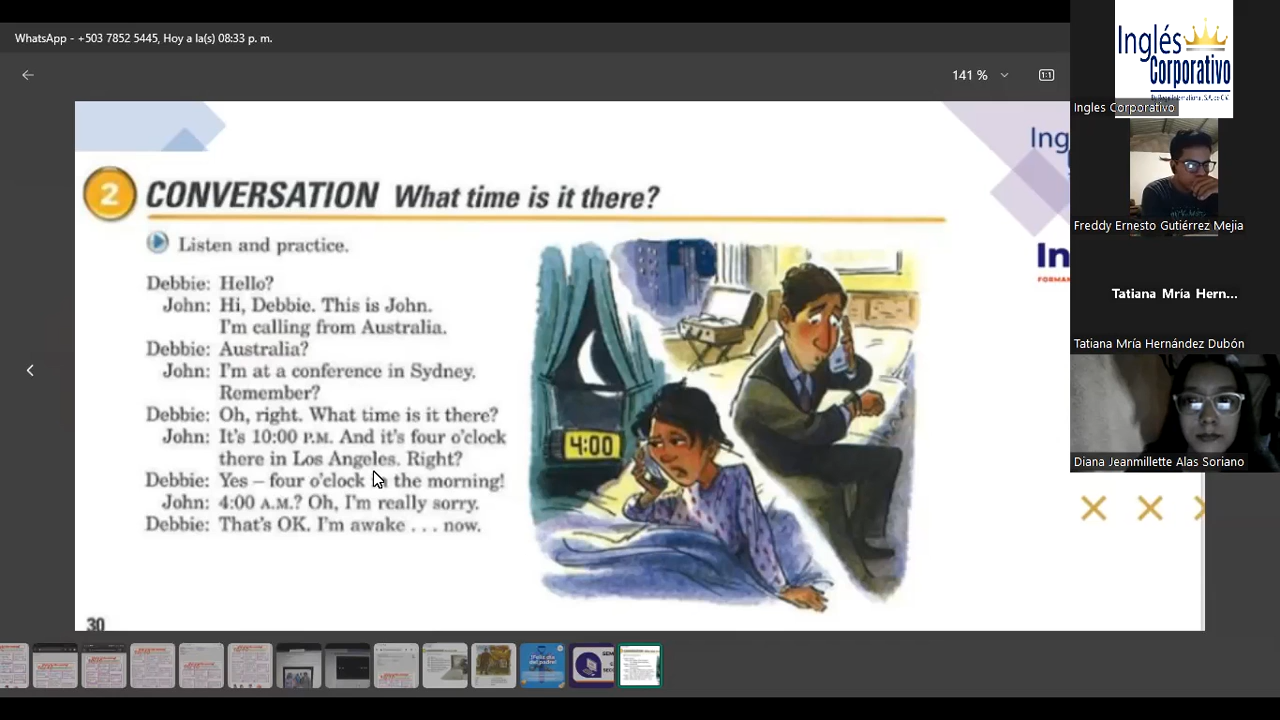 WhatsApp - +503 7852 5445, Hoy a la(s) 08:33 p. m.
141 %
1:1
Inglés
Corporativo
Ingles Corporativo
Freddy Ernesto Gutiérrez Mejia
Tatiana Mria Hern...
Tatiana Mría Hernández Dubón
Diana Jeanmillette Alas Soriano
Ing
In
2 CONVERSATION What time is it there?
Listen and practice.
Debbie: Hello?
John: Hi, Debbie. This is John.
I'm calling from Australia.
Debbie: Australia?
John: I'm at a conference in Sydney.
Remember?
Debbie: Oh, right. What time is it there?
John: It's 10:00 P.M. And it's four o'clock
there in Los Angeles. Right?
Debbie: Yes – four o'clock the morning!
John: 4:00 A.M.? Oh, I'm really sorry.
Debbie: That's OK. I'm awake . . . now.
4:00
30